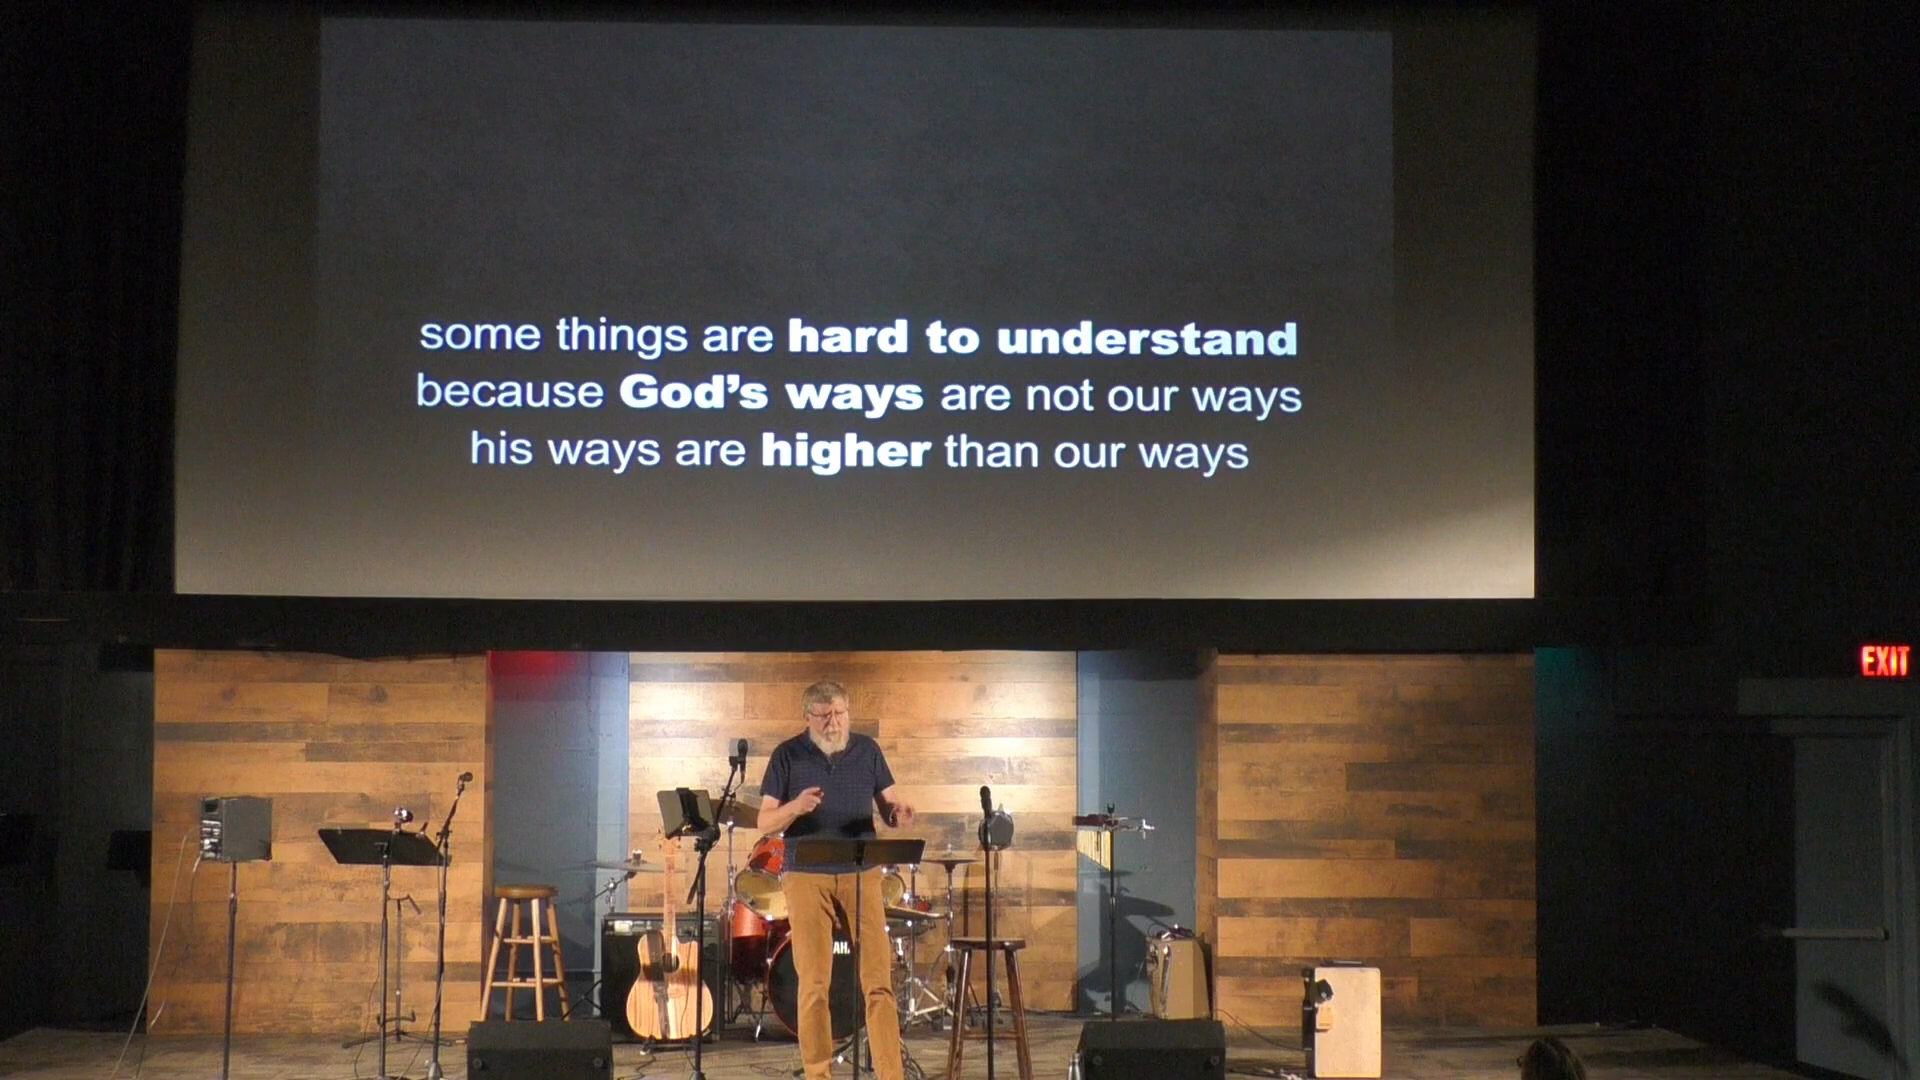 some things are hard to understand
because God's ways are not our ways
his ways are higher than our ways
EXIT